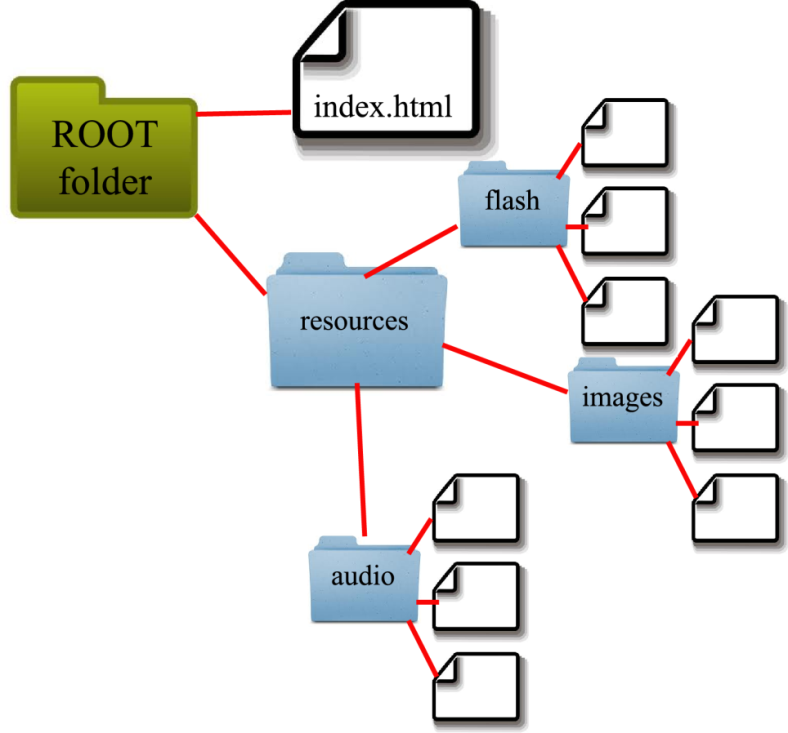 ROOT
folder
index.html
flash
resources
images
audio